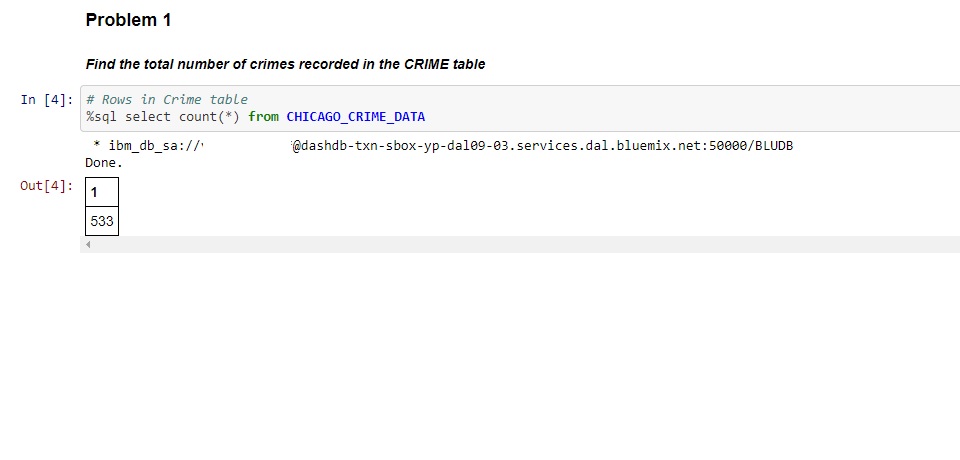 Problem 1
Find the total number of crimes recorded in the CRIME table
In [4]: # Rows in Crime table
%sql select count(*) from CHICAGO_CRIME_DATA
* ibm_db_sa:// @dashdb-txn-sbox-yp-dal09-03.services.dal.bluemix.net:50000/BLUDB
Done.
Out[4]: 1
533